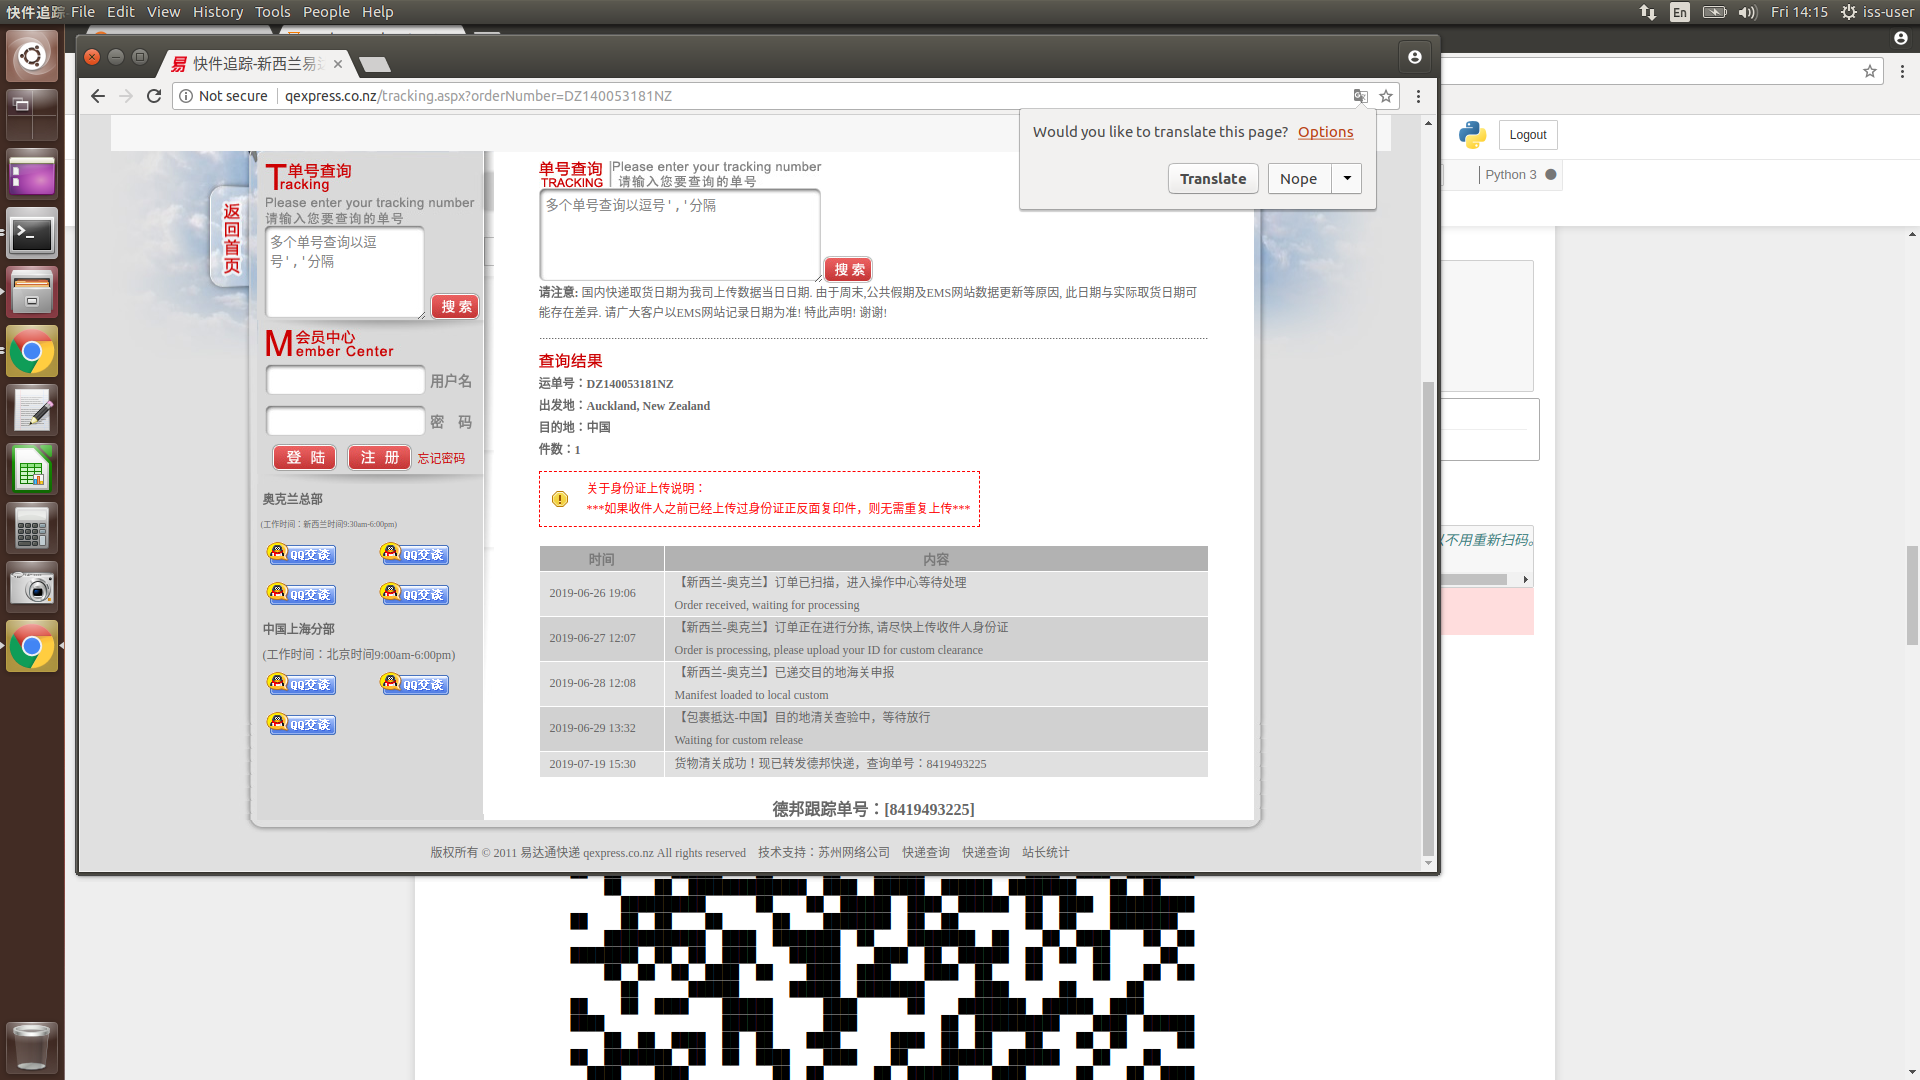 快件追踪 File Edit View History Tools People Help
En
Fri 14:15
iss-user
快件追踪-新西兰易
Not secure
qexpress.co.nz/tracking.aspx?orderNumber=DZ140053181NZ
Would you like to translate this page? Options
Translate
Nope
Logout
Python 3
返回首页
Tracking 单号查询
Please enter your tracking number
请输入您要查询的单号
多个单号查询以逗
号','分隔
搜 索
Member Center 会员中心
用户名
密 码
登 陆
注 册
忘记密码
奥克兰总部
(工作时间：新西兰时间9:30am-6:00pm)
QQ交谈 QQ交谈
QQ交谈 QQ交谈
中国上海分部
(工作时间：北京时间9:00am-6:00pm)
QQ交谈 QQ交谈
QQ交谈
单号查询 Please enter your tracking number
TRACKING 请输入您要查询的单号
多个单号查询以逗号','分隔
搜 索
请注意: 国内快递取货日期为我司上传数据当日日期. 由于周末,公共假期及EMS网站数据更新等原因, 此日期与实际取货日期可
能存在差异. 请广大客户以EMS网站记录日期为准! 特此声明! 谢谢!
查询结果
运单号：DZ140053181NZ
出发地：Auckland, New Zealand
目的地：中国
件数：1
关于身份证上传说明：
***如果收件人之前已经上传过身份证正反面复印件，则无需重复上传***
时间 内容
2019-06-26 19:06 【新西兰-奥克兰】订单已扫描，进入操作中心等待处理
Order received, waiting for processing
2019-06-27 12:07 【新西兰-奥克兰】订单正在进行分拣, 请尽快上传收件人身份证
Order is processing, please upload your ID for custom clearance
2019-06-28 12:08 【新西兰-奥克兰】已递交目的地海关申报
Manifest loaded to local custom
2019-06-29 13:32 【包裹抵达-中国】目的地清关查验中，等待放行
Waiting for custom release
2019-07-19 15:30 货物清关成功！现已转发德邦快递，查询单号：8419493225
德邦跟踪单号：[8419493225]
版权所有 © 2011 易达通快递 qexpress.co.nz All rights reserved 技术支持：苏州网络公司 快递查询 快递查询 站长统计
不用重新扫码。